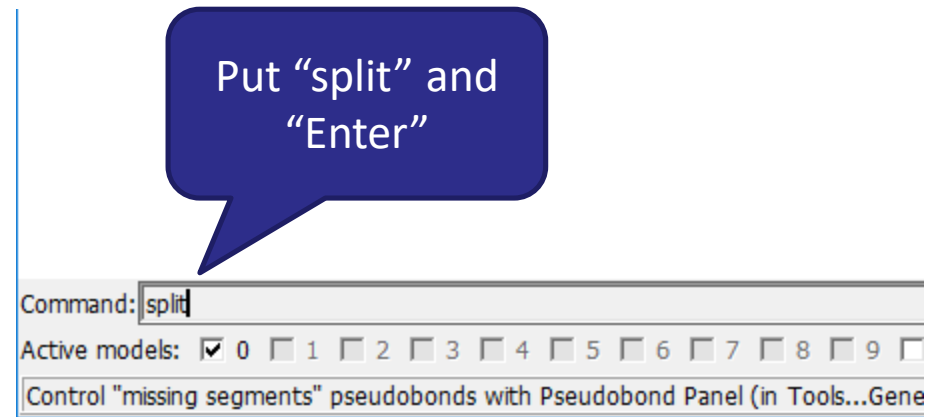 Put “split” and
“Enter”
Command: split
Active models: 0 1 2 3 4 5 6 7 8 9
Control "missing segments" pseudobonds with Pseudobond Panel (in Tools...Gene